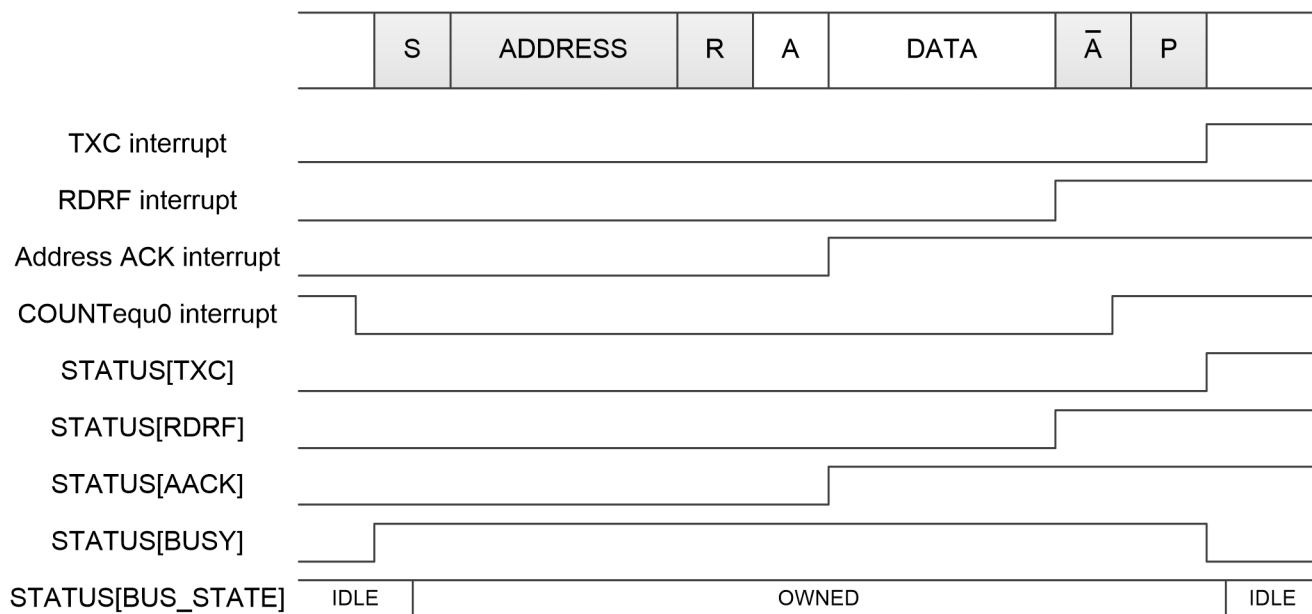 S ADDRESS R A DATA A̅ P
TXC interrupt
RDRF interrupt
Address ACK interrupt
COUNTequ0 interrupt
STATUS[TXC]
STATUS[RDRF]
STATUS[AACK]
STATUS[BUSY]
STATUS[BUS_STATE] IDLE OWNED IDLE